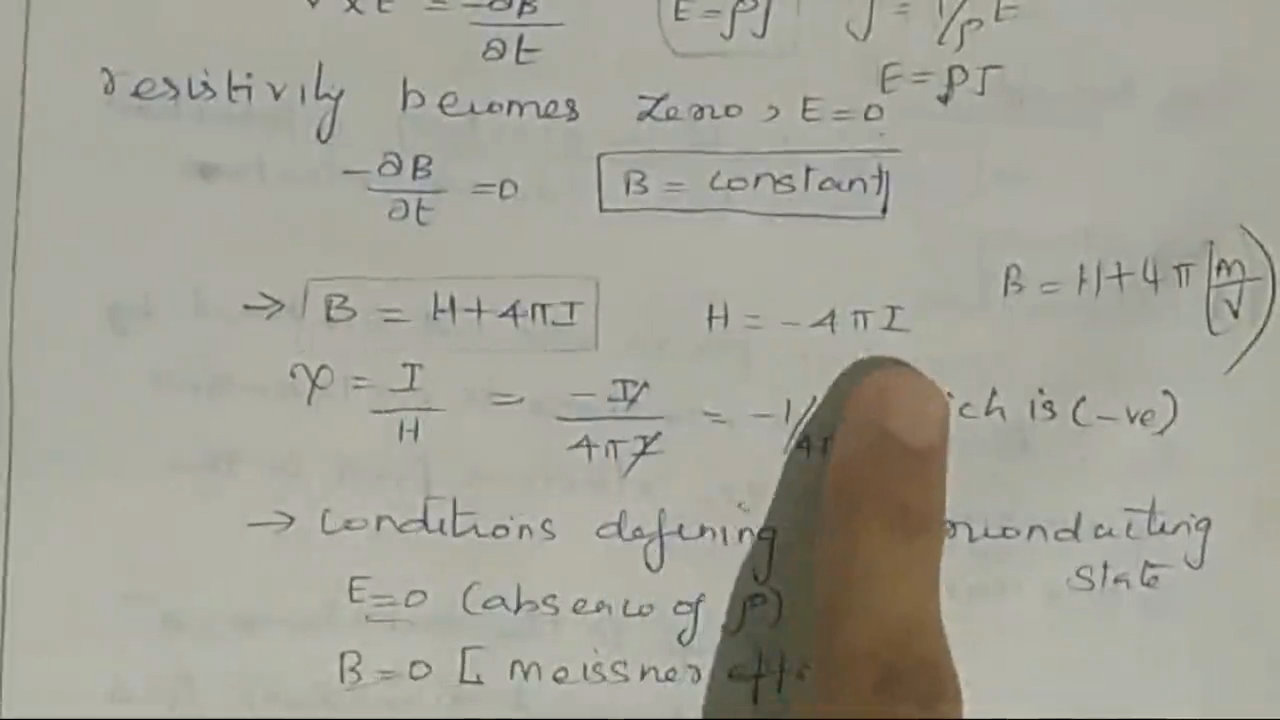 ∇ × E = -∂B/∂t E = ρJ J = 1/ρ E
resistivity becomes zero, E = 0 E = ρJ
-∂B/∂t = 0 B = constant
→ B = H + 4πI H = -4πI B = H + 4π(m/V)
χ = I/H = -I/4πI = -1/4π is (-ve)
→ conditions defining state
E = 0 (absence of ρ)
B = 0 [ meissner